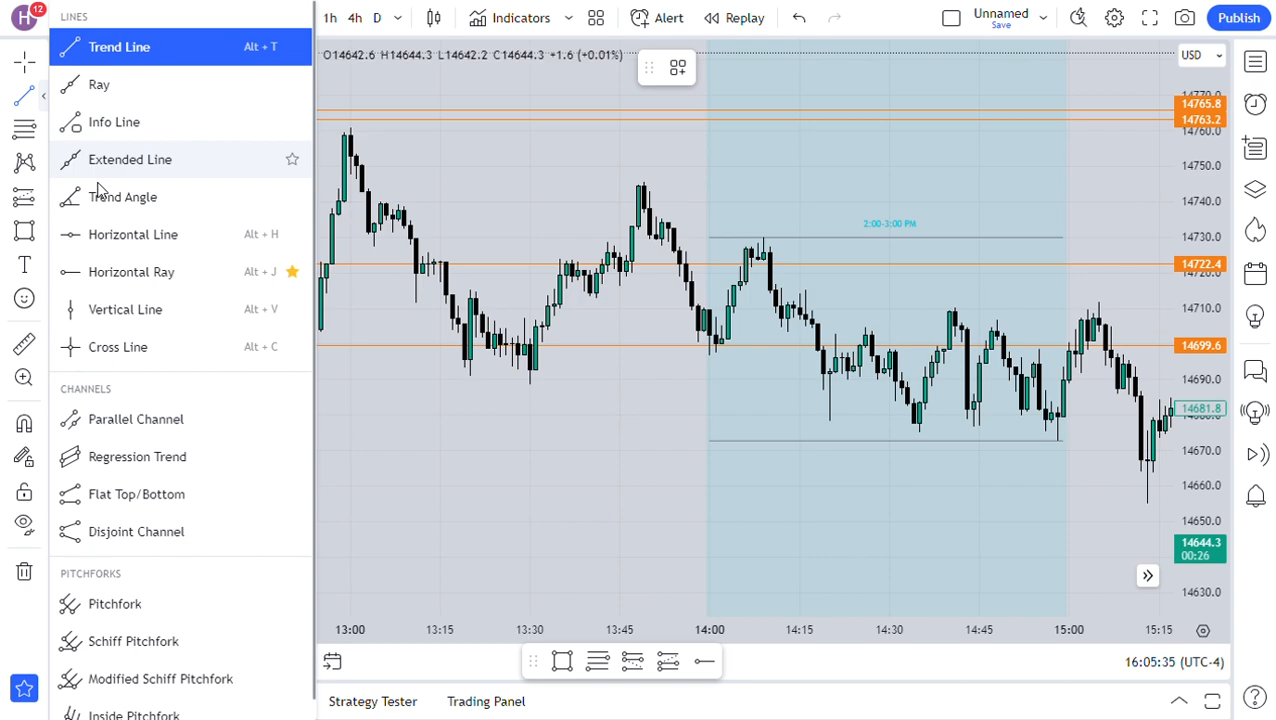 H
12
LINES
Trend Line Alt + T
Ray
Info Line
Extended Line
Trend Angle
Horizontal Line Alt + H
Horizontal Ray Alt + J
Vertical Line Alt + V
Cross Line Alt + C
CHANNELS
Parallel Channel
Regression Trend
Flat Top/Bottom
Disjoint Channel
PITCHFORKS
Pitchfork
Schiff Pitchfork
Modified Schiff Pitchfork
Inside Pitchfork
1h 4h D Indicators Alert Replay Unnamed Save Publish
O14642.6 H14644.3 L14642.2 C14644.3 +1.6 (+0.01%)
USD
14770.0
14765.8
14763.2
14760.0
14750.0
14740.0
2:00-3:00 PM
14730.0
14722.4
14720.0
14710.0
14699.6
14690.0
14681.8
14680.0
14670.0
14660.0
14650.0
14644.3
00:26
14630.0
13:00 13:15 13:30 13:45 14:00 14:15 14:30 14:45 15:00 15:15
16:05:35 (UTC-4)
Strategy Tester Trading Panel